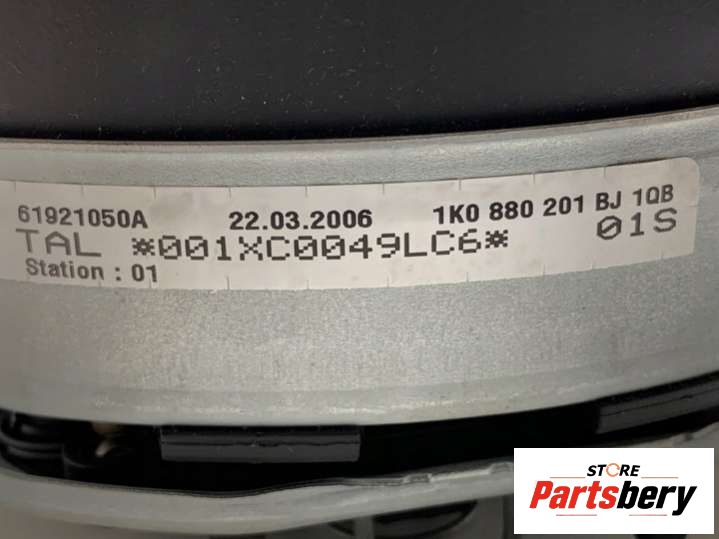 61921050A 22.03.2006 1K0 880 201 BJ 1QB
TAL *001XC0049LC6* 01S
Station : 01
STORE
Partsbery